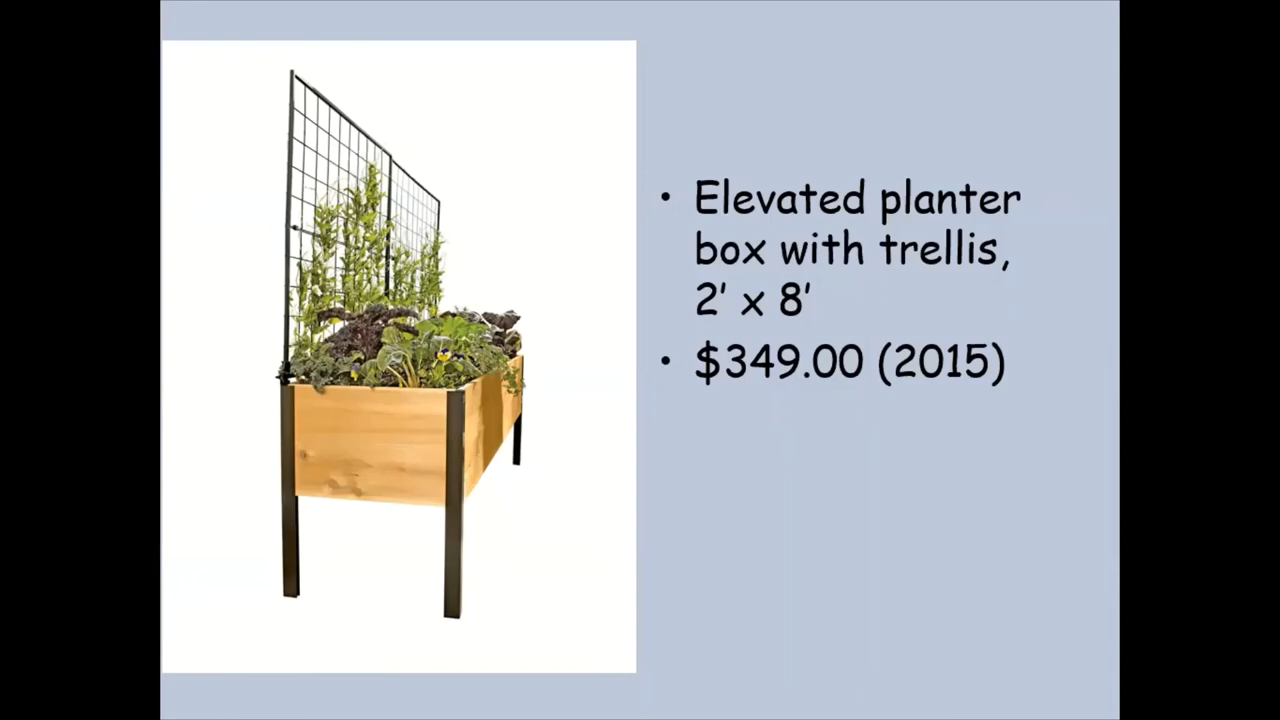 • Elevated planter
box with trellis,
2' x 8'
• $349.00 (2015)